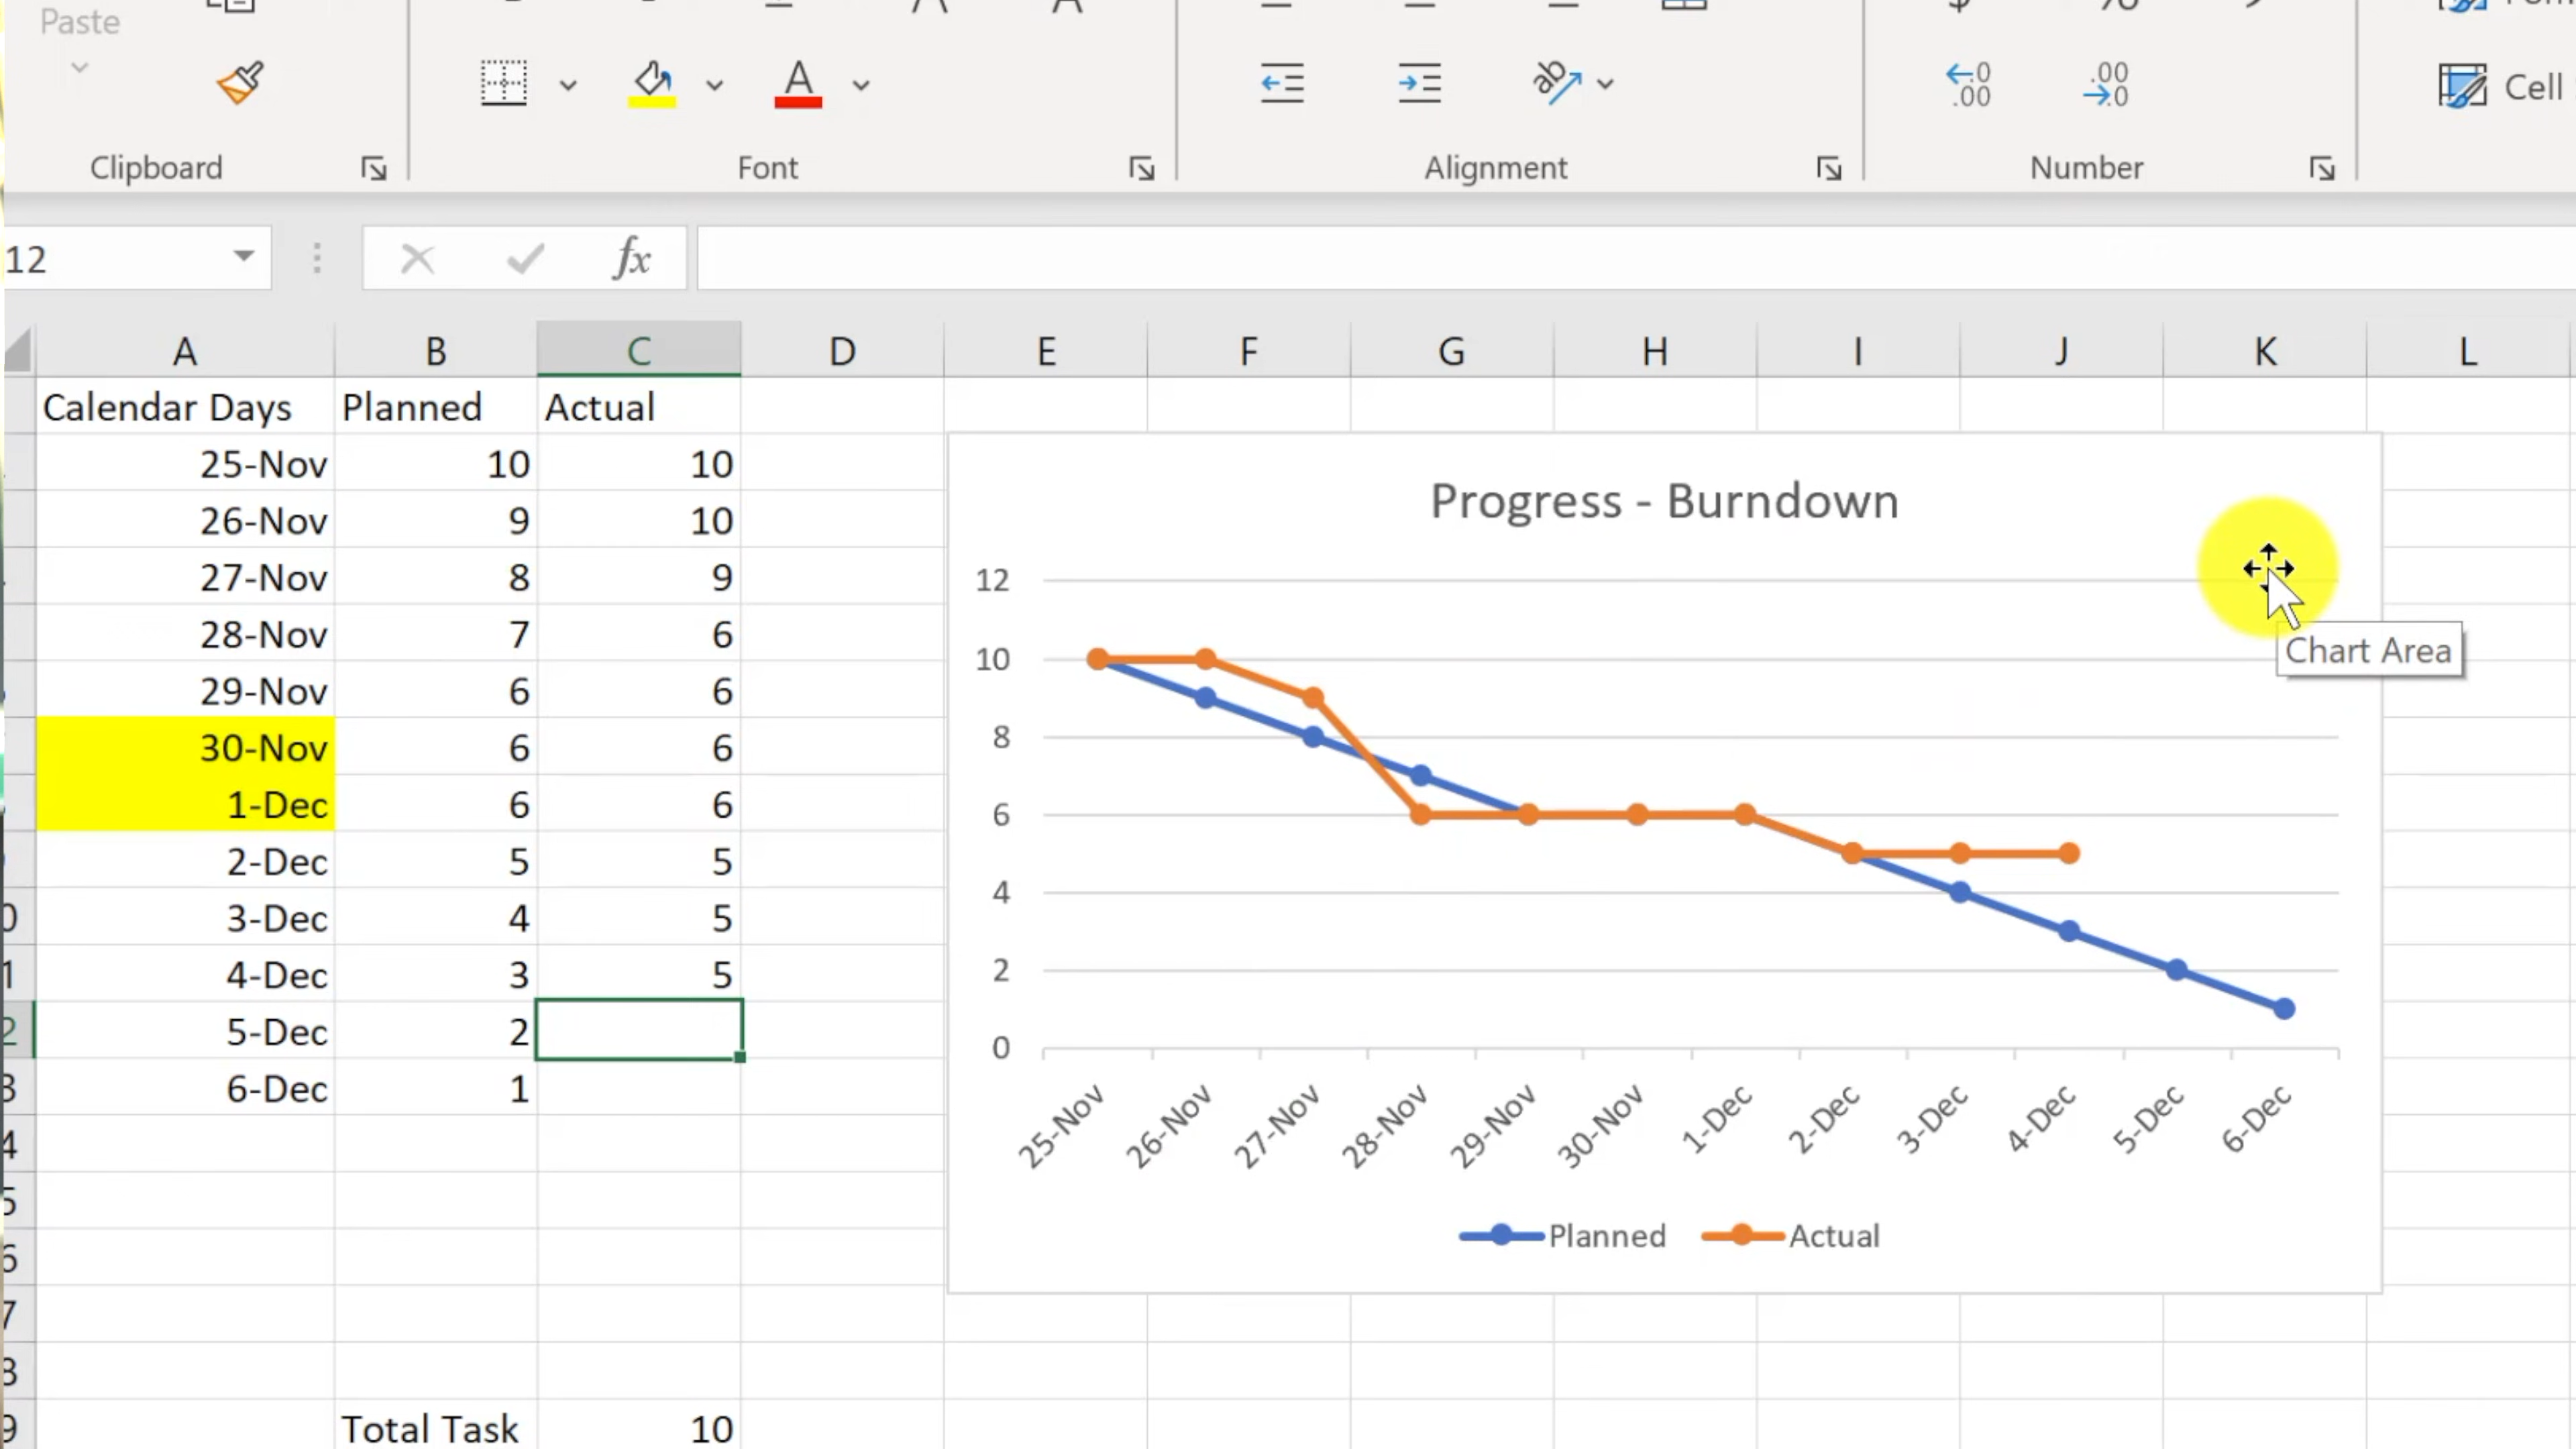 Paste
Clipboard
Font
Alignment
Number
Cell
12
fx
A B C D E F G H I J K L
Calendar Days Planned Actual
25-Nov 10 10
26-Nov 9 10
27-Nov 8 9
28-Nov 7 6
29-Nov 6 6
30-Nov 6 6
1-Dec 6 6
2-Dec 5 5
3-Dec 4 5
4-Dec 3 5
5-Dec 2
6-Dec 1
Total Task 10
Progress - Burndown
Chart Area
12
10
8
6
4
2
0
25-Nov 26-Nov 27-Nov 28-Nov 29-Nov 30-Nov 1-Dec 2-Dec 3-Dec 4-Dec 5-Dec 6-Dec
Planned Actual